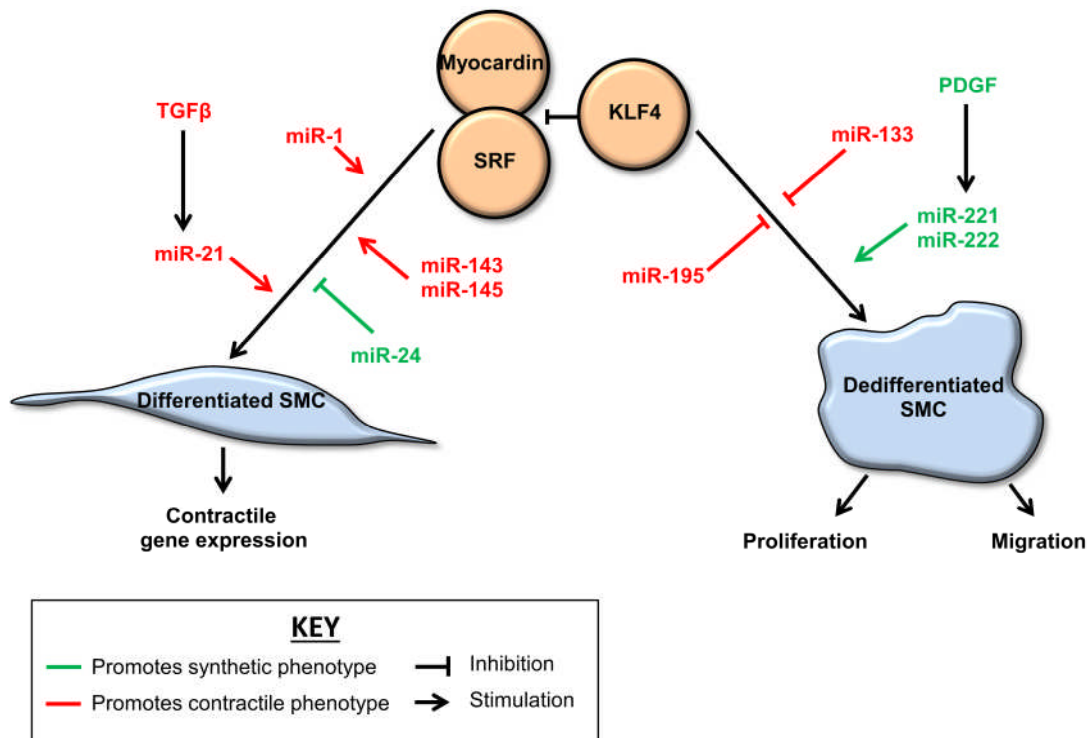 Myocardin
SRF
KLF4
TGFβ
PDGF
miR-1
miR-133
miR-21
miR-143
miR-145
miR-195
miR-221
miR-222
miR-24
Differentiated SMC
Dedifferentiated
SMC
Contractile
gene expression
Proliferation
Migration
KEY
Promotes synthetic phenotype
Inhibition
Promotes contractile phenotype
Stimulation